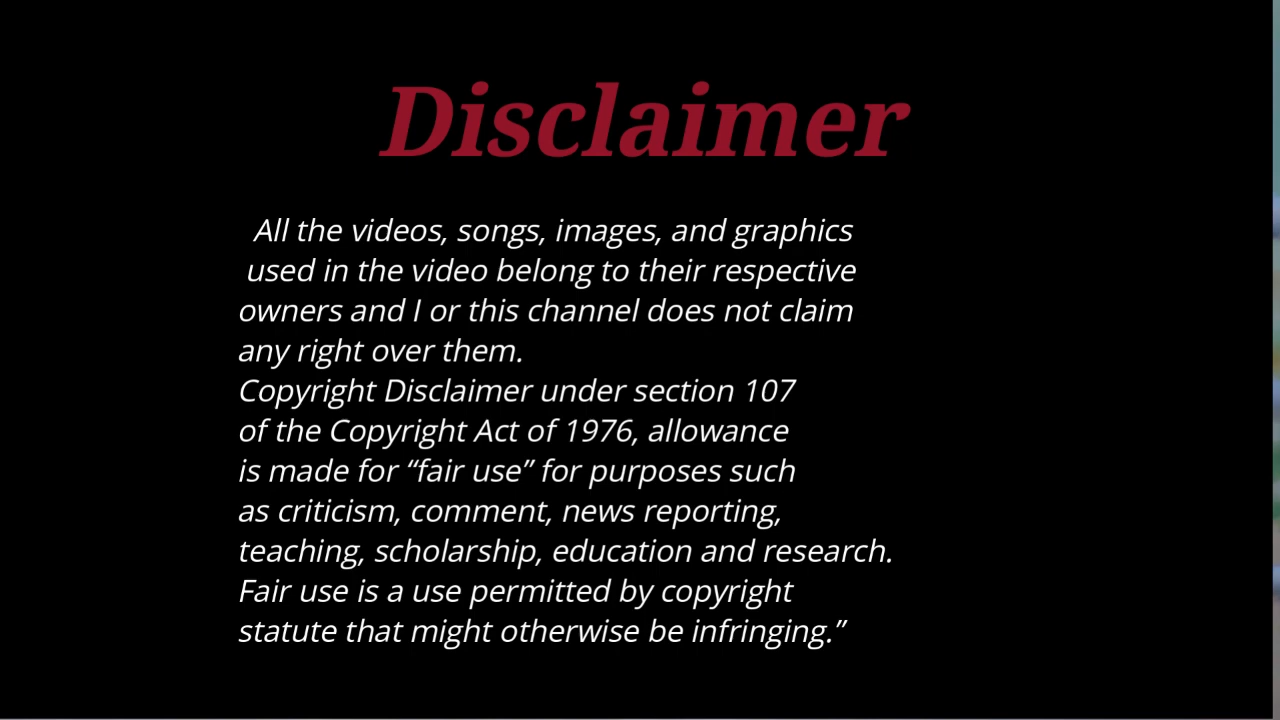 Disclaimer
All the videos, songs, images, and graphics
used in the video belong to their respective
owners and I or this channel does not claim
any right over them.
Copyright Disclaimer under section 107
of the Copyright Act of 1976, allowance
is made for “fair use” for purposes such
as criticism, comment, news reporting,
teaching, scholarship, education and research.
Fair use is a use permitted by copyright
statute that might otherwise be infringing.”